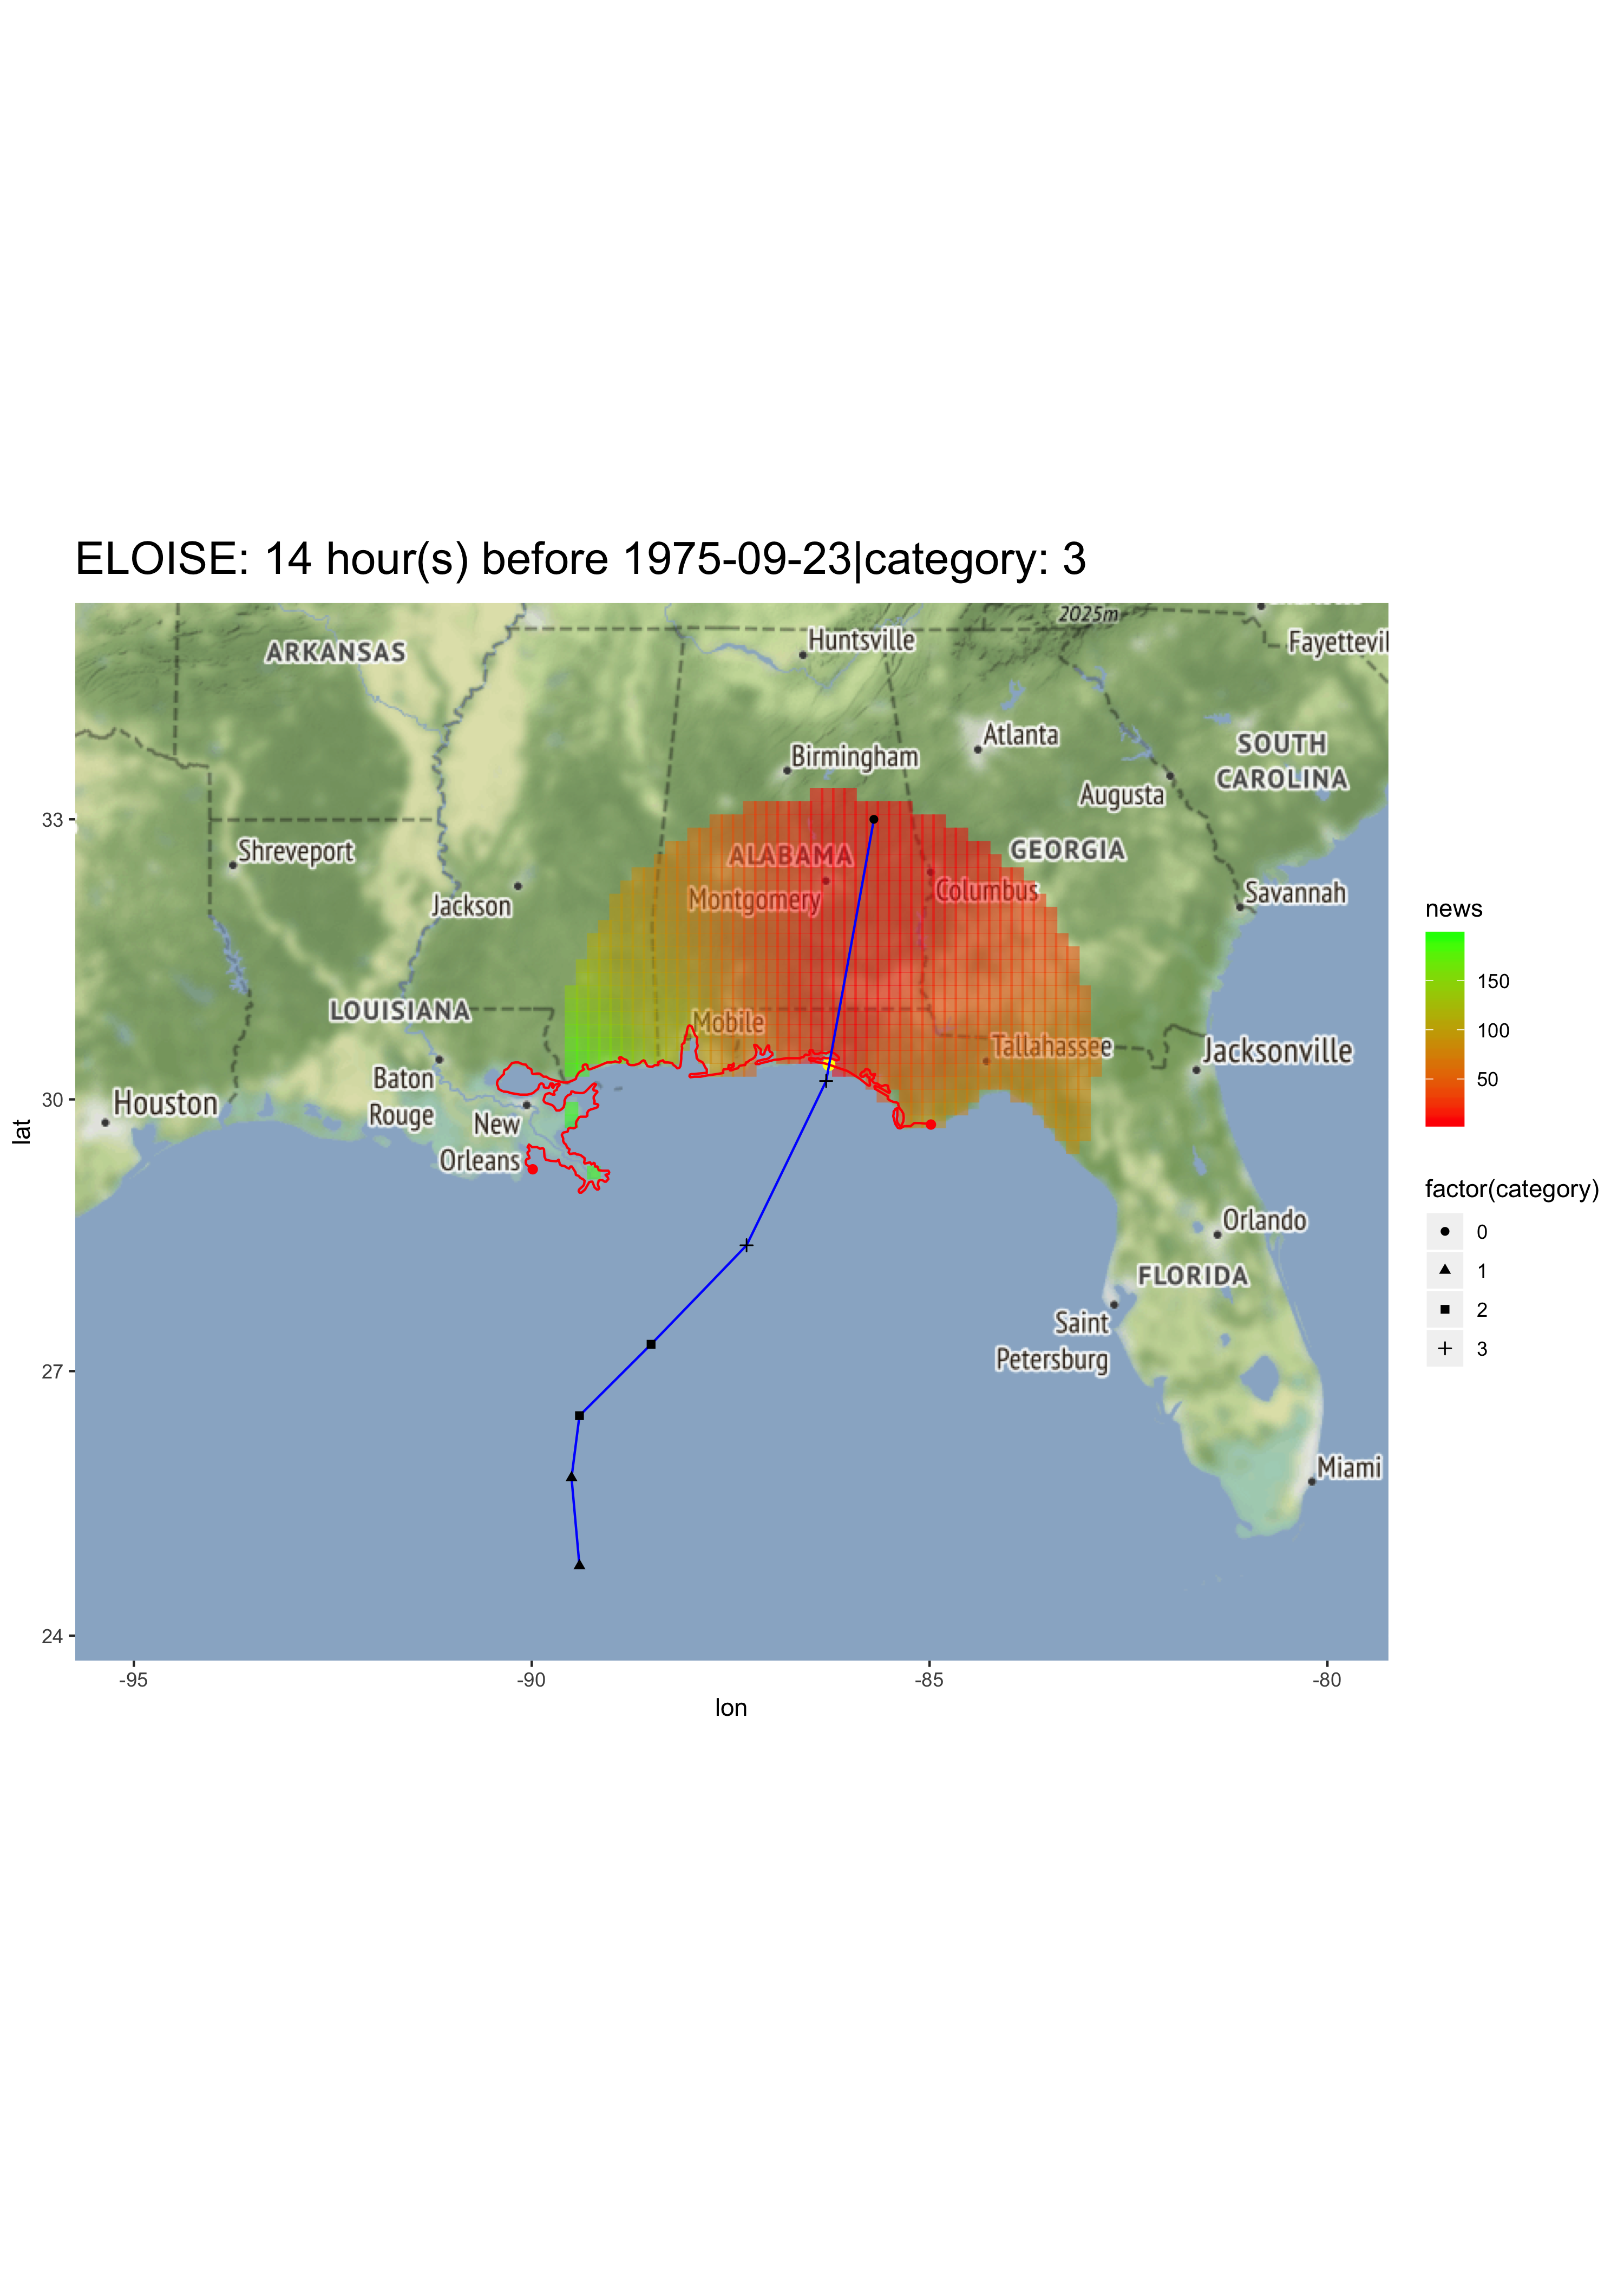 ELOISE: 14 hour(s) before 1975-09-23|category: 3
2025m
Huntsville
Fayettevil
ARKANSAS
Atlanta
SOUTH
CAROLINA
Birmingham
Augusta
33
Shreveport
ALABAMA
GEORGIA
Jackson
Montgomery
Columbus
Savannah
LOUISIANA
Mobile
Tallahassee
Jacksonville
Baton
Rouge
30
Houston
New
Orleans
lat
Orlando
FLORIDA
Saint
Petersburg
27
Miami
24
-95
-90
-85
-80
lon
news
150
100
50
factor(category)
0
1
2
3